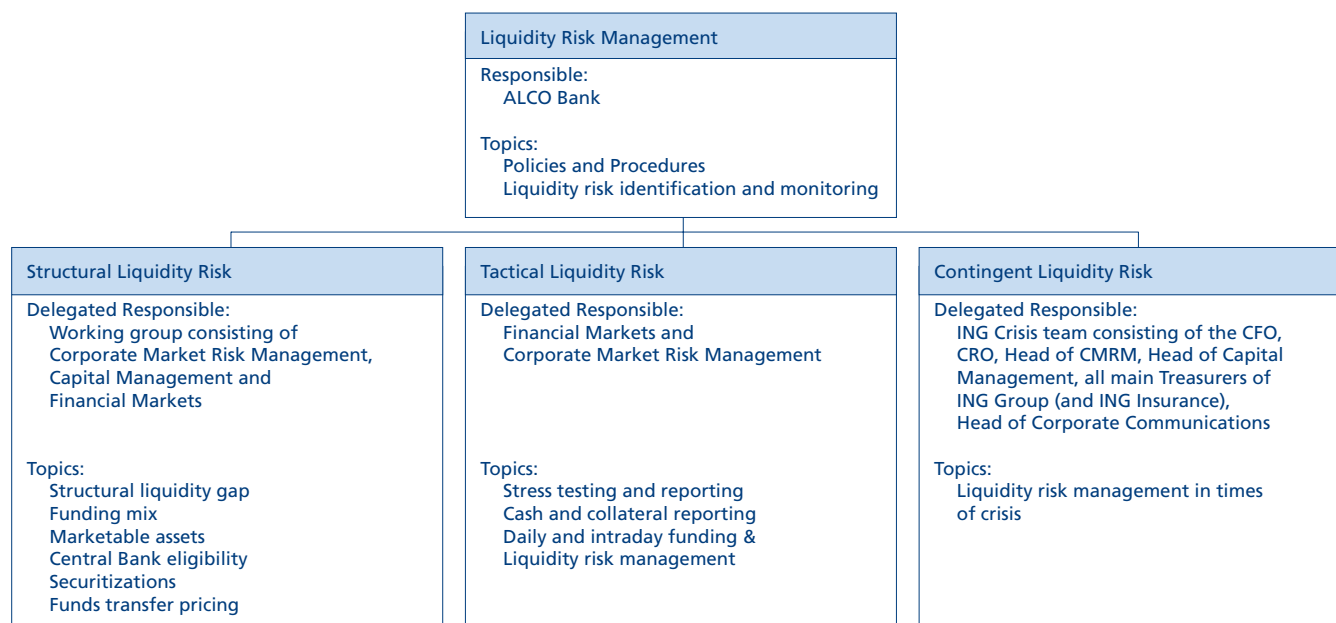 Liquidity Risk Management
Responsible:
ALCO Bank
Topics:
Policies and Procedures
Liquidity risk identification and monitoring
Structural Liquidity Risk
Delegated Responsible:
Working group consisting of
Corporate Market Risk Management,
Capital Management and
Financial Markets
Topics:
Structural liquidity gap
Funding mix
Marketable assets
Central Bank eligibility
Securitizations
Funds transfer pricing
Tactical Liquidity Risk
Delegated Responsible:
Financial Markets and
Corporate Market Risk Management
Topics:
Stress testing and reporting
Cash and collateral reporting
Daily and intraday funding &
Liquidity risk management
Contingent Liquidity Risk
Delegated Responsible:
ING Crisis team consisting of the CFO,
CRO, Head of CMRM, Head of Capital
Management, all main Treasurers of
ING Group (and ING Insurance),
Head of Corporate Communications
Topics:
Liquidity risk management in times
of crisis